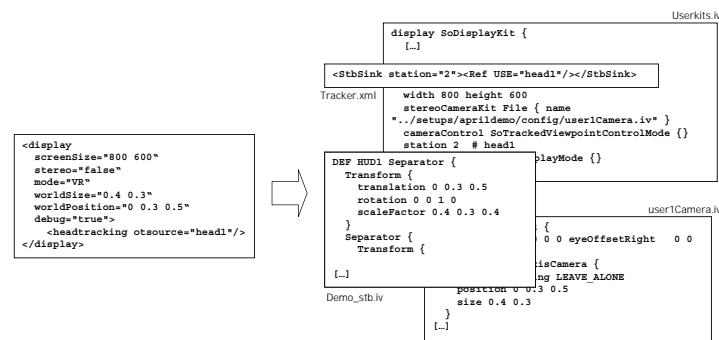 Userkits.iv
display SoDisplayKit {
[…]
<StbSink station="2"><Ref USE="head1"/></StbSink>
Tracker.xml
width 800 height 600
stereoCameraKit File { name
"../setups/aprildemo/config/user1Camera.iv" }
cameraControl SoTrackedViewpointControlMode {}
station 2 # head1
playMode {}
<display
screenSize="800 600“
stereo="false“
mode="VR“
worldSize="0.4 0.3“
worldPosition="0 0.3 0.5“
debug="true">
<headtracking otsource="head1"/>
</display>
DEF HUD1 Separator {
Transform {
translation 0 0.3 0.5
rotation 0 0 1 0
scaleFactor 0.4 0.3 0.4
}
Separator {
Transform {
[…]
Demo_stb.iv
user1Camera.iv
{
0 0 0 eyeOffsetRight 0 0
isCamera {
ng LEAVE_ALONE
position 0 0.3 0.5
size 0.4 0.3
}
[…]